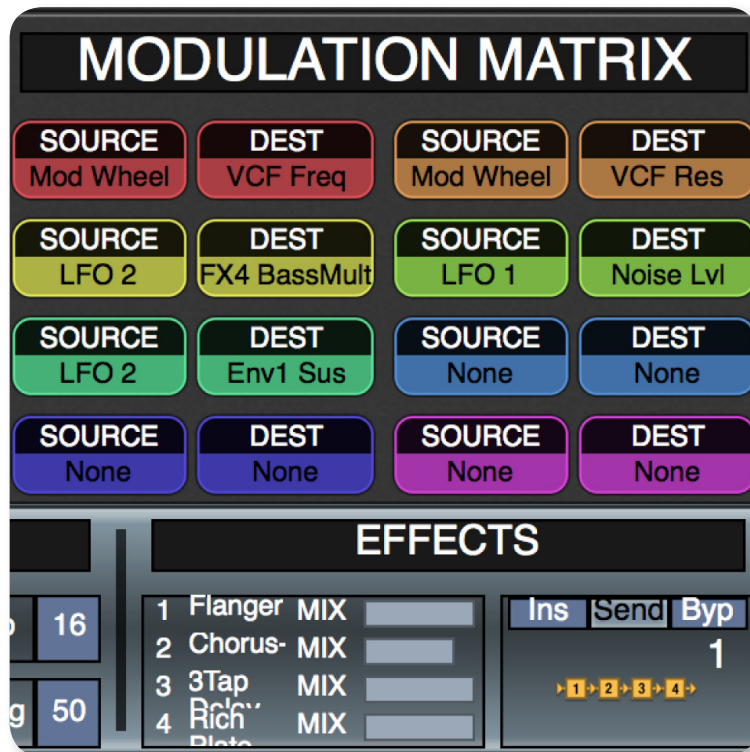 MODULATION MATRIX
SOURCE DEST SOURCE DEST
Mod Wheel VCF Freq Mod Wheel VCF Res
SOURCE DEST SOURCE DEST
LFO 2 FX4 BassMult LFO 1 Noise Lvl
SOURCE DEST SOURCE DEST
LFO 2 Env1 Sus None None
SOURCE DEST SOURCE DEST
None None None None
EFFECTS
16
50
1 Flanger MIX
2 Chorus- MIX
3 3Tap MIX
4 Rich MIX
Ins Send Byp
1
1 2 3 4